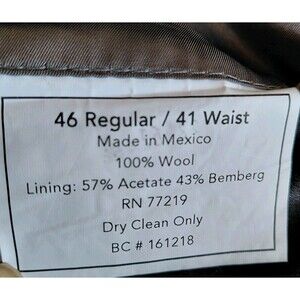 46 Regular / 41 Waist
Made in Mexico
100% Wool
Lining: 57% Acetate 43% Bemberg
RN 77219
Dry Clean Only
BC # 161218